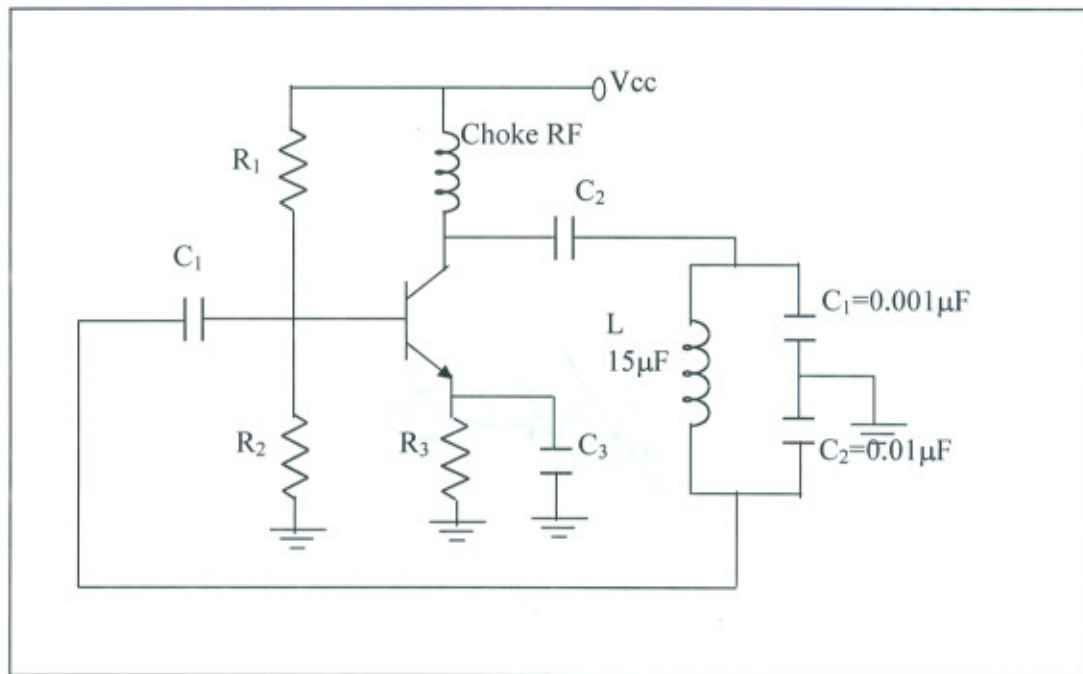 Vcc
Choke RF
R₁
C₂
C₁
C₁=0.001µF
L
15µF
R₂
R₃
C₃
C₂=0.01µF